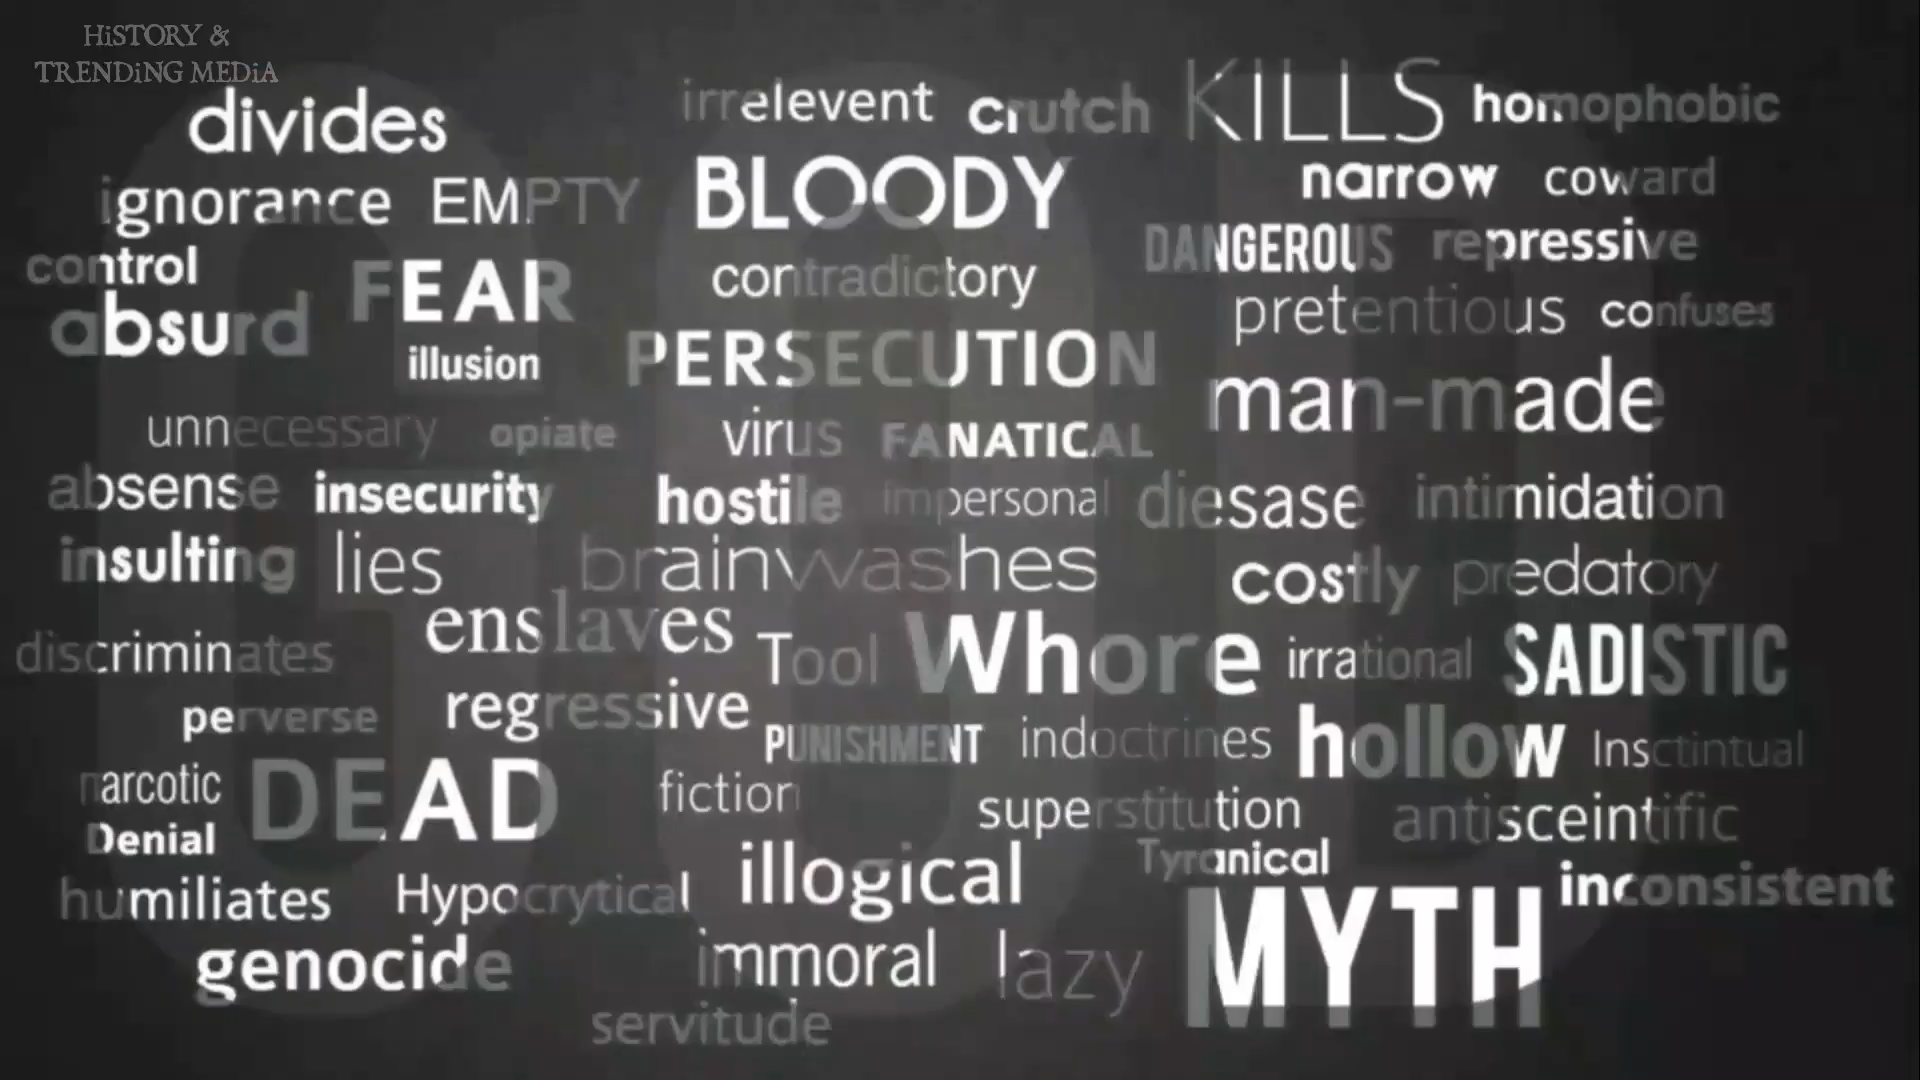 HiSTORY &
TRENDiNG MEDiA
divides irrelevent crutch KILLS homophobic
ignorance EMPTY BLOODY narrow coward
control FEAR contradictory DANGEROUS repressive
absurd illusion PERSECUTION pretentious confuses
unnecessary opiate virus FANATICAL man-made
absense insecurity hostile impersonal diesase intimidation
insulting lies brainwashes costly predatory
discriminates enslaves Tool Whore irrational SADISTIC
perverse regressive PUNISHMENT indoctrines hollow Insctintual
narcotic DEAD fiction superstitution antisceintific
Denial illogical Tyranical inconsistent
humiliates Hypocrytical MYTH
genocide immoral lazy
servitude
GOD